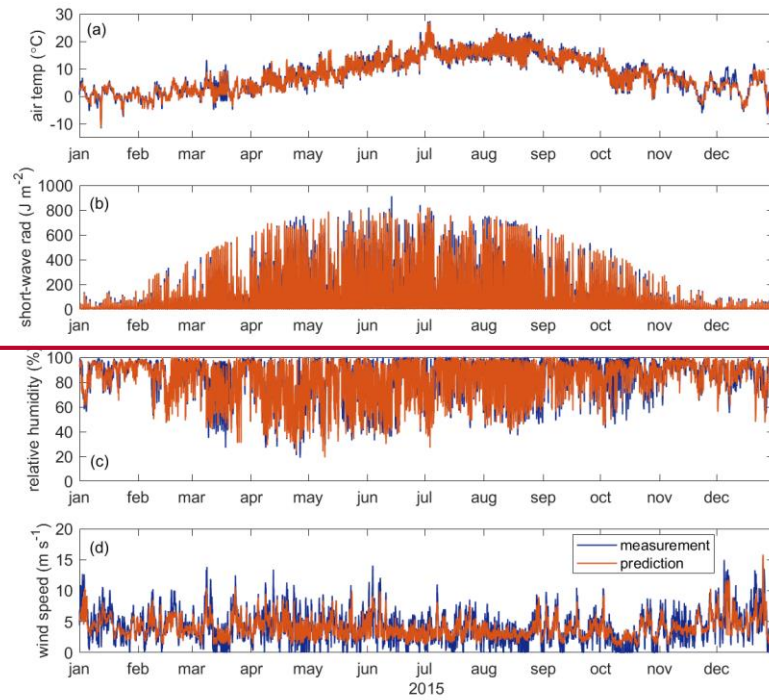 (a)
air temp (°C)
30
20
10
0
-10
jan feb mar apr may jun jul aug sep oct nov dec
(b)
short-wave rad (J m-2)
1000
800
600
400
200
0
jan feb mar apr may jun jul aug sep oct nov dec
relative humidity (%)
100
80
60
40
20
0
(c)
jan feb mar apr may jun jul aug sep oct nov dec
(d)
wind speed (m s-1)
20
15
10
5
0
measurement
prediction
jan feb mar apr may jun jul aug sep oct nov dec
2015